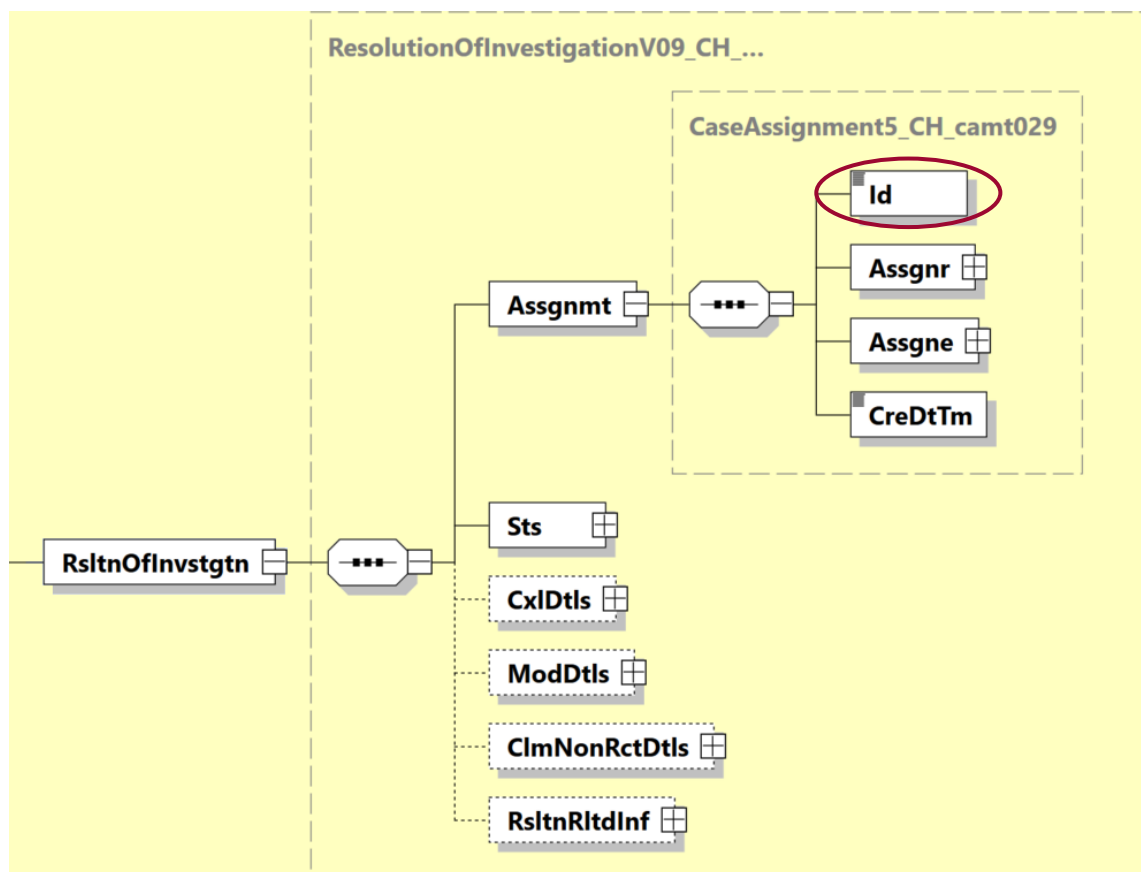 ResolutionOfInvestigationV09_CH_...
CaseAssignment5_CH_camt029
Id
Assgnr
Assgnmt
Assgne
CreDtTm
Sts
RsltnOfInvstgtn
CxlDtls
ModDtls
ClmNonRctDtls
RsltnRltdInf